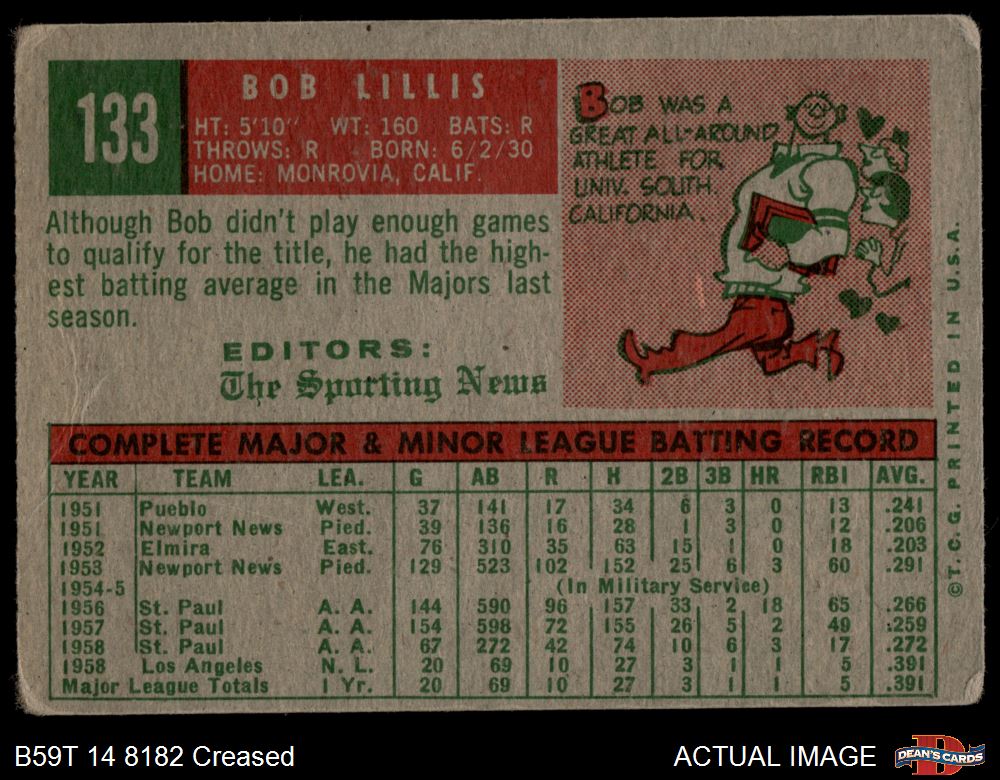 133
BOB LILLIS
HT: 5'10" WT: 160 BATS: R
THROWS: R BORN: 6/2/30
HOME: MONROVIA, CALIF.
Although Bob didn't play enough games
to qualify for the title, he had the high-
est batting average in the Majors last
season.
EDITORS:
The Sporting News
BOB WAS A
GREAT ALL-AROUND
ATHLETE FOR
UNIV. SOUTH.
CALIFORNIA.
COMPLETE MAJOR & MINOR LEAGUE BATTING RECORD
YEAR TEAM LEA. G AB R H 2B 3B HR RBI AVG.
1951 Pueblo West. 37 141 17 34 6 3 0 13 .241
1951 Newport News Pied. 39 136 16 28 1 3 0 12 .206
1952 Elmira East. 76 310 35 63 15 1 0 18 .203
1953 Newport News Pied. 129 523 102 152 25 6 3 60 .291
1954-5 (In Military Service)
1956 St. Paul A. A. 144 590 96 157 33 2 18 65 .266
1957 St. Paul A. A. 154 598 72 155 26 5 2 49 .259
1958 St. Paul A. A. 67 272 42 74 10 6 3 17 .272
1958 Los Angeles N. L. 20 69 10 27 3 1 1 5 .391
Major League Totals 1 Yr. 20 69 10 27 3 1 1 5 .391
©T.C.G. PRINTED IN U.S.A.
B59T 14 8182 Creased
ACTUAL IMAGE
DEAN'S CARDS